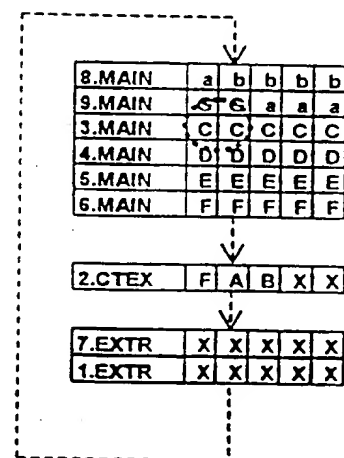 8.MAIN a b b b b
9.MAIN G G a a a
3.MAIN C C C C C
4.MAIN D D D D D
5.MAIN E E E E E
6.MAIN F F F F F
2.CTEX F A B X X
7.EXTR X X X X X
1.EXTR X X X X X